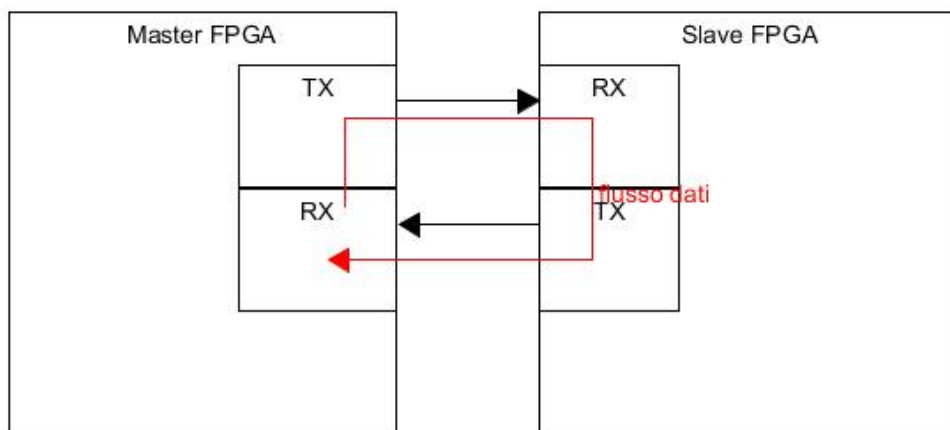 Master FPGA
Slave FPGA
TX
RX
flusso dati
RX
TX